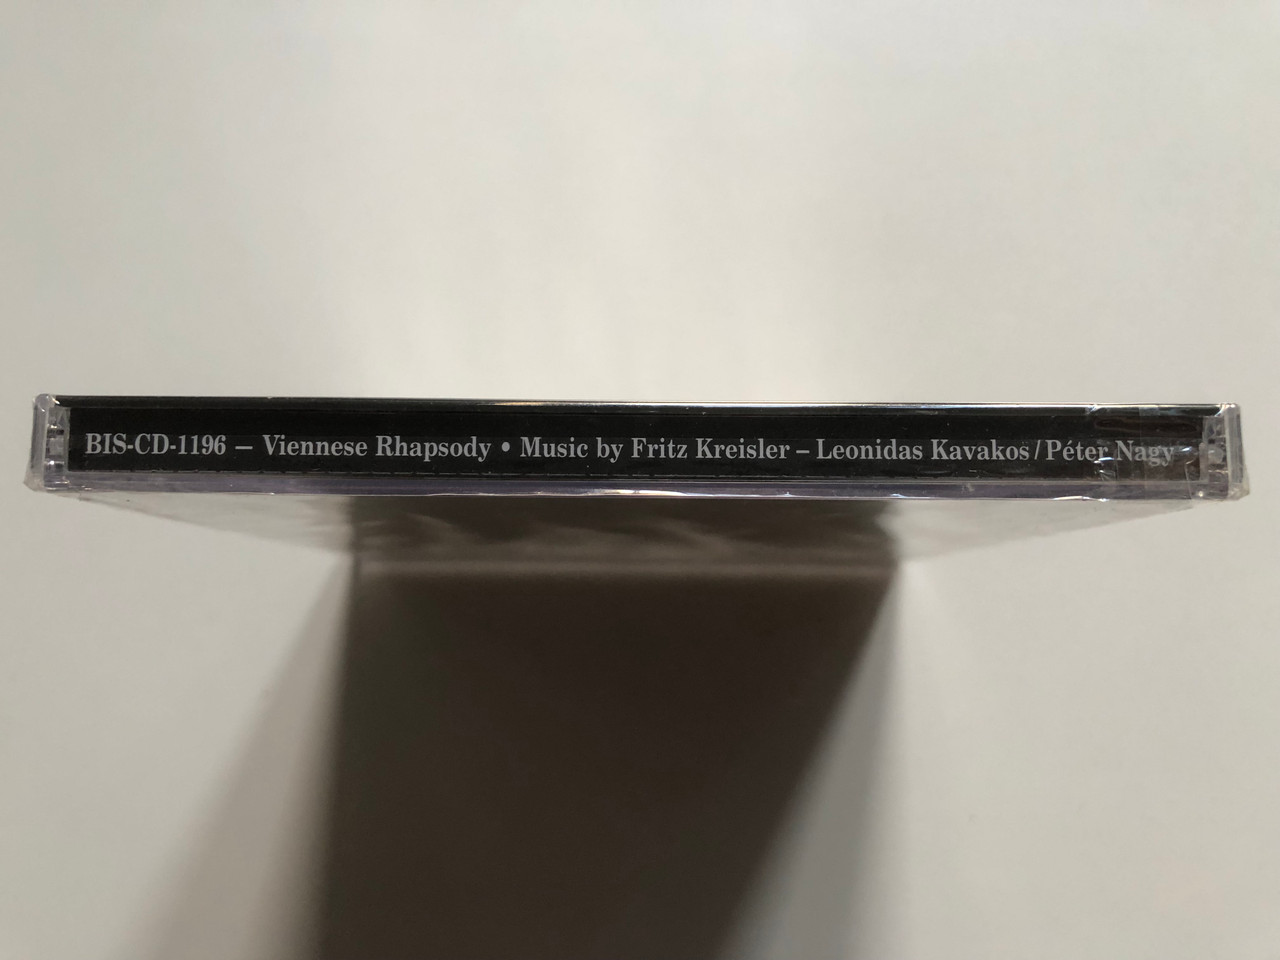 BIS-CD-1196 – Viennese Rhapsody • Music by Fritz Kreisler – Leonidas Kavakos / Péter Nagy